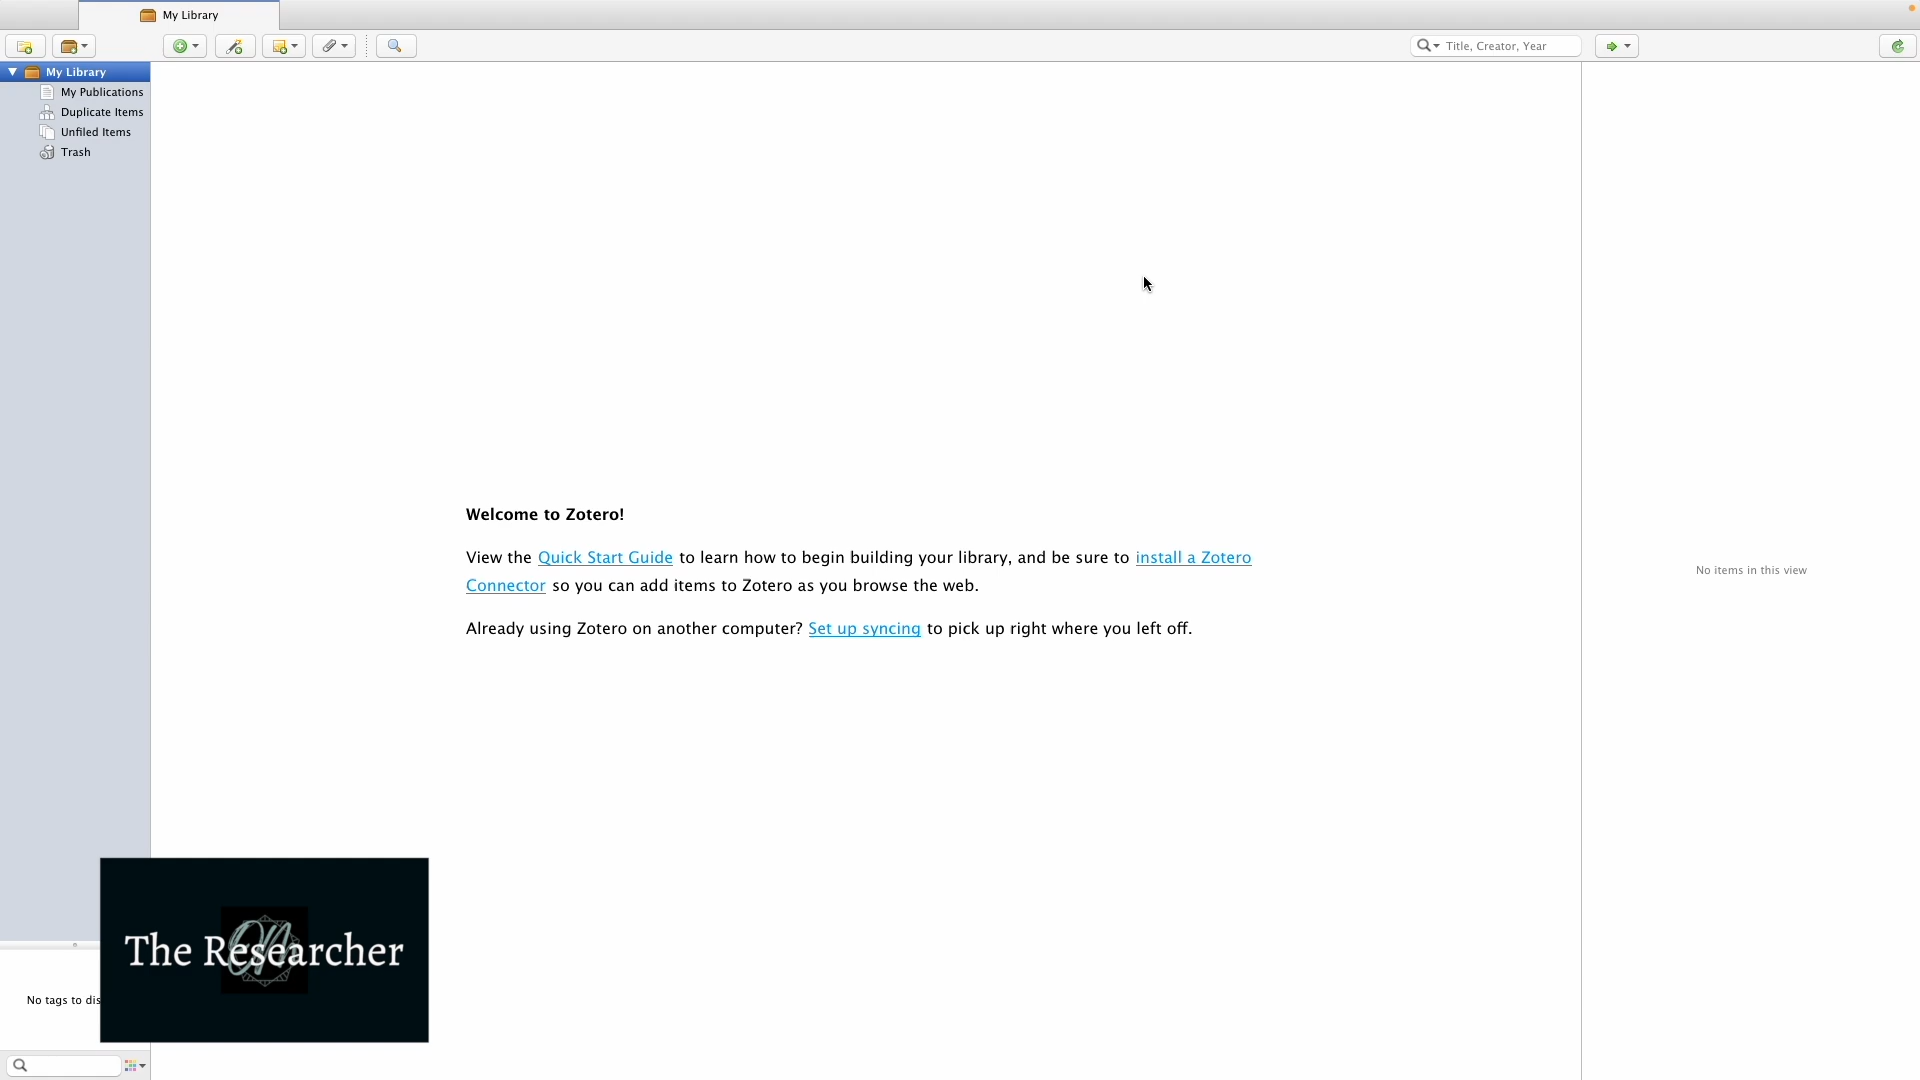 My Library
Title, Creator, Year
My Library
My Publications
Duplicate Items
Unfiled Items
Trash
Welcome to Zotero!
View the Quick Start Guide to learn how to begin building your library, and be sure to install a Zotero
Connector so you can add items to Zotero as you browse the web.
Already using Zotero on another computer? Set up syncing to pick up right where you left off.
No items in this view
The Researcher
No tags to dis